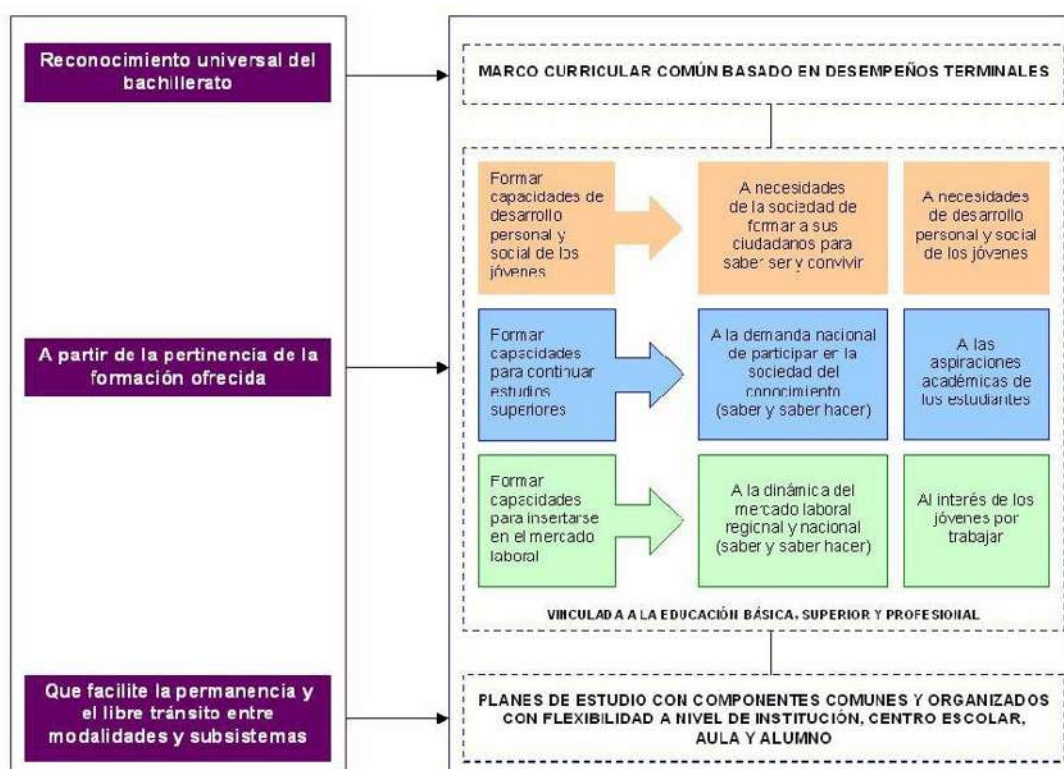 Reconocimiento universal del
bachillerato
MARCO CURRICULAR COMÚN BASADO EN DESEMPEÑOS TERMINALES
Formar
capacidades de
desarrollo
personal y
social de los
jóvenes
A necesidades
de la sociedad de
formar a sus
ciudadanos para
saber ser y convivir
A necesidades
de desarrollo
personal y social
de los jóvenes
A partir de la pertinencia de la
formación ofrecida
Formar
capacidades
para continuar
estudios
superiores
A la demanda nacional
de participar en la
sociedad del
conocimiento
(saber y saber hacer)
A las
aspiraciones
académicas de
los estudiantes
Formar
capacidades
para insertarse
en el mercado
laboral
A la dinámica del
mercado laboral
regional y nacional
(saber y saber hacer)
Al interés de los
jóvenes por
trabajar
VINCULADA A LA EDUCACIÓN BÁSICA, SUPERIOR Y PROFESIONAL
Que facilite la permanencia y
el libre tránsito entre
modalidades y subsistemas
PLANES DE ESTUDIO CON COMPONENTES COMUNES Y ORGANIZADOS
CON FLEXIBILIDAD A NIVEL DE INSTITUCIÓN, CENTRO ESCOLAR,
AULA Y ALUMNO